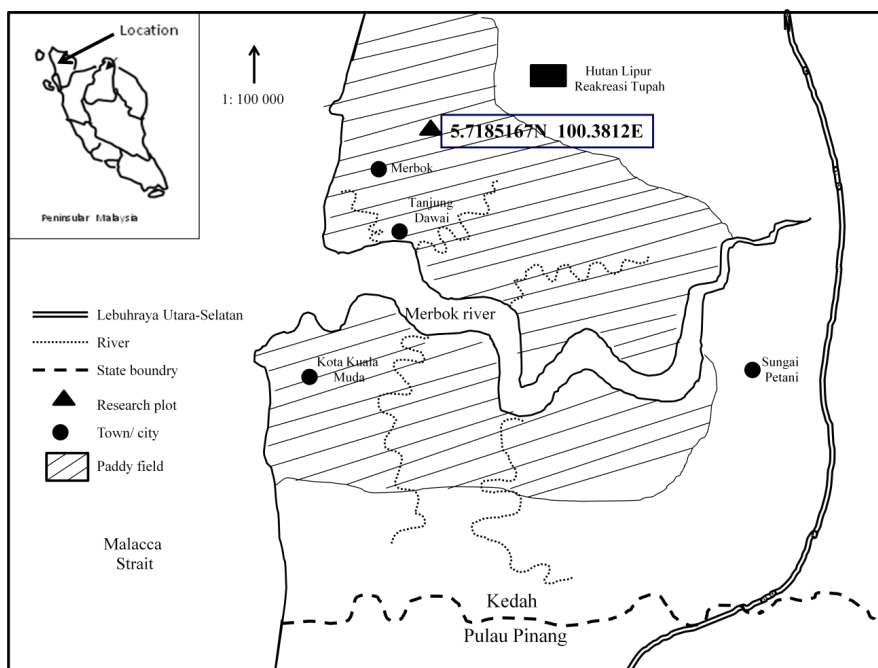 Location
Peninsular Malaysia
1: 100 000
Hutan Lipur
Reakreasi Tupah
5.7185167N 100.3812E
Merbok
Tanjung
Dawai
Merbok river
Kota Kuala
Muda
Sungai
Petani
Lebuhraya Utara-Selatan
River
State boundry
Research plot
Town/ city
Paddy field
Malacca
Strait
Kedah
Pulau Pinang